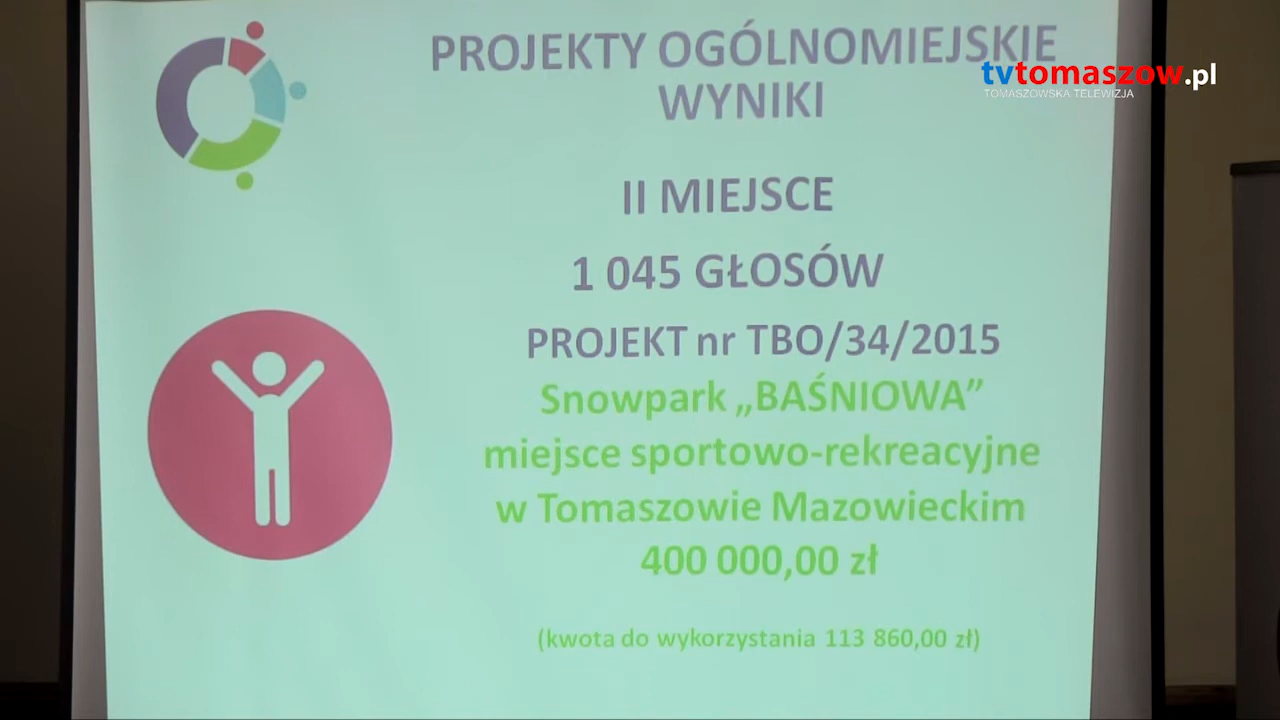 PROJEKTY OGÓLNOMIEJSKIE
WYNIKI
tvtomaszow.pl
TOMASZOWSKA TELEWIZJA
II MIEJSCE
1 045 GŁOSÓW
PROJEKT nr TBO/34/2015
Snowpark „BAŚNIOWA”
miejsce sportowo-rekreacyjne
w Tomaszowie Mazowieckim
400 000,00 zł
(kwota do wykorzystania 113 860,00 zł)